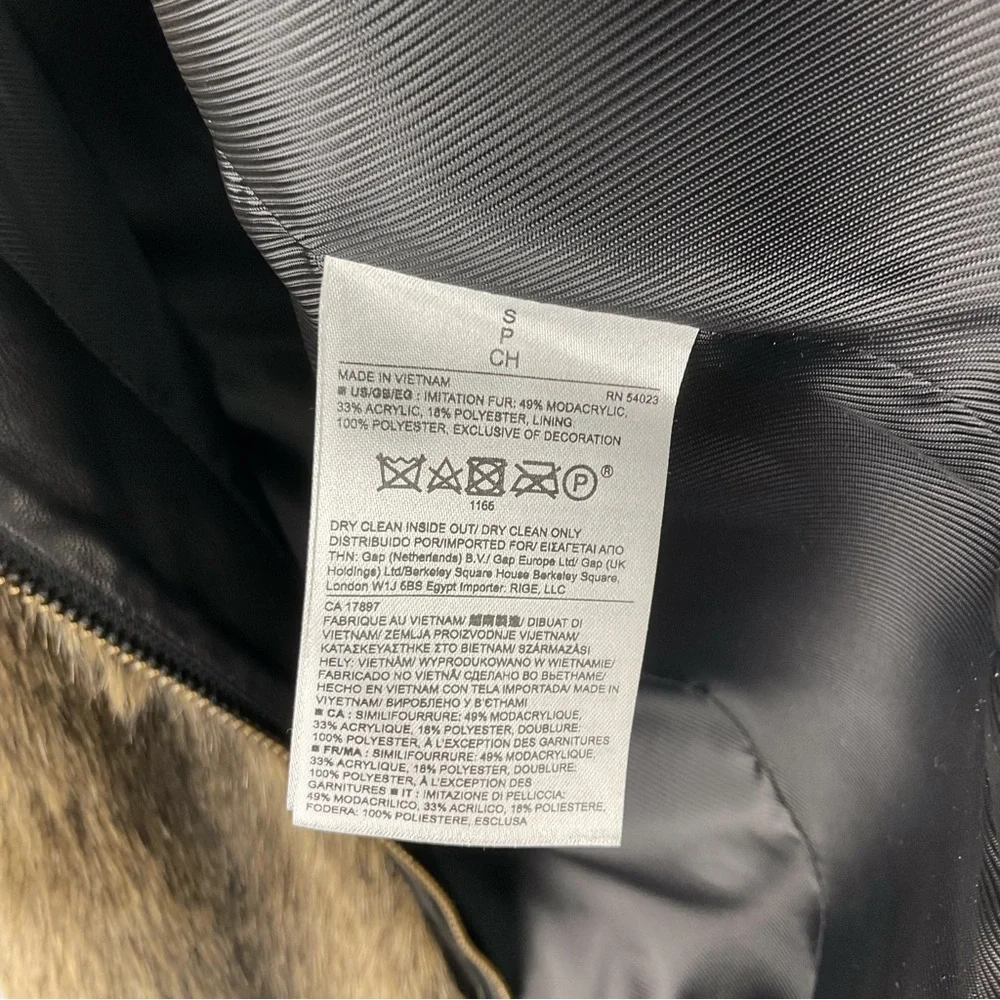 S
P
CH
MADE IN VIETNAM
RN 54023
■ US/GB/EG : IMITATION FUR: 49% MODACRYLIC,
33% ACRYLIC, 18% POLYESTER, LINING:
100% POLYESTER, EXCLUSIVE OF DECORATION
P®
1166
DRY CLEAN INSIDE OUT/ DRY CLEAN ONLY
DISTRIBUIDO POR/IMPORTED FOR/ ΕΙΣΑΓΕΤΑΙ ΑΠΟ
THN: Gap (Netherlands) B.V./ Gap Europe Ltd/ Gap (UK
Holdings) Ltd/Berkeley Square House Berkeley Square,
London W1J 6BS Egypt Importer: RIGE, LLC
CA 17897
FABRIQUE AU VIETNAM/ 越南製造/ DIBUAT DI
VIETNAM/ ZEMLJA PROIZVODNJE VIJETNAM/
ΚΑΤΑΣΚΕΥΑΣΤΗΚΕ ΣΤΟ ΒΙΕΤΝΑΜ/ SZÁRMAZÁSI
HELY: VIETNÁM/ WYPRODUKOWANO W WIETNAMIE/
FABRICADO NO VIETNÃ/ СДЕЛАНО ВО ВЬЕТНАМЕ/
HECHO EN VIETNAM CON TELA IMPORTADA/ MADE IN
VIYETNAM/ ВИРОБЛЕНО У В'ЄТНАМІ
■ CA : SIMILIFOURRURE: 49% MODACRYLIQUE,
33% ACRYLIQUE, 18% POLYESTER, DOUBLURE:
100% POLYESTER, À L'EXCEPTION DES GARNITURES
■ FR/MA : SIMILIFOURRURE: 49% MODACRYLIQUE,
33% ACRYLIQUE, 18% POLYESTER, DOUBLURE:
100% POLYESTER, À L'EXCEPTION DES
GARNITURES ■ IT : IMITAZIONE DI PELLICCIA:
49% MODACRILICO, 33% ACRILICO, 18% POLIESTERE,
FODERA: 100% POLIESTERE, ESCLUSA